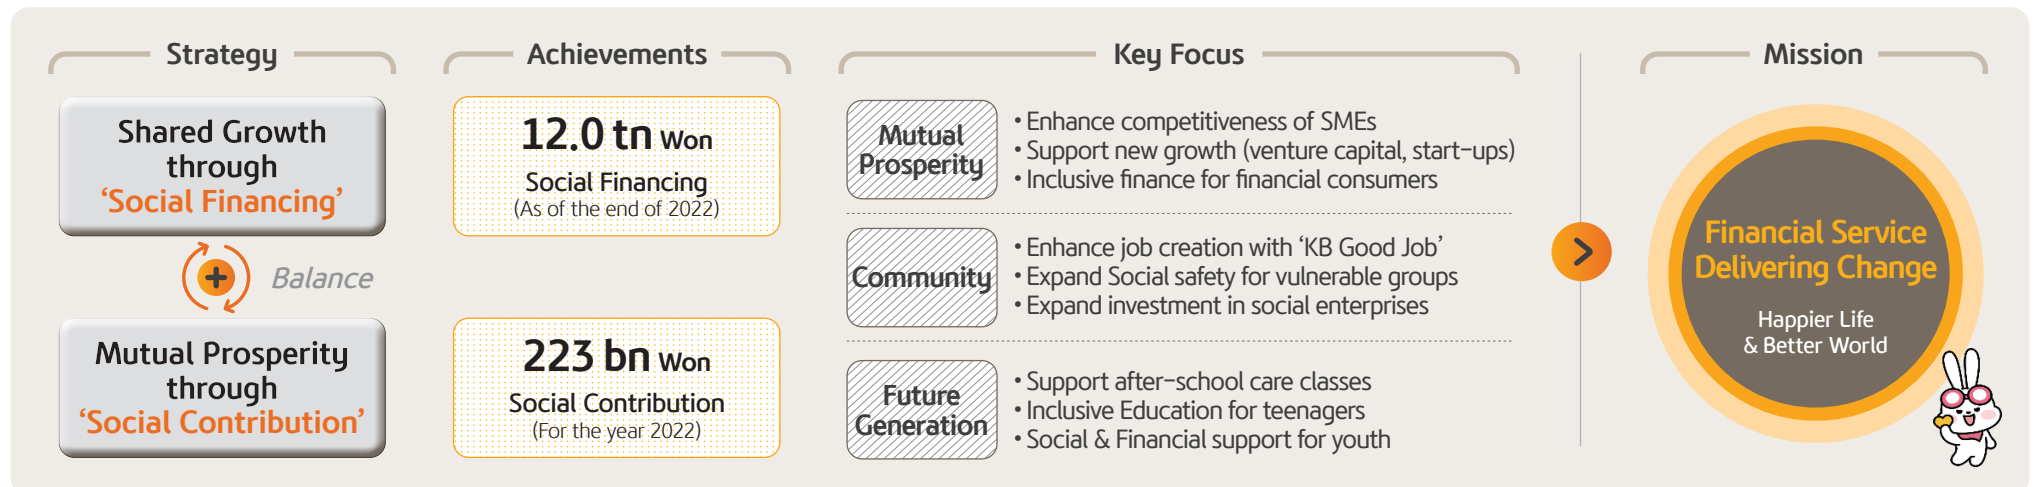 Strategy
Shared Growth
through
‘Social Financing’
+
Balance
Mutual Prosperity
through
‘Social Contribution’
Achievements
12.0 tn Won
Social Financing
(As of the end of 2022)
223 bn Won
Social Contribution
(For the year 2022)
Key Focus
Mutual
Prosperity
• Enhance competitiveness of SMEs
• Support new growth (venture capital, start-ups)
• Inclusive finance for financial consumers
Community
• Enhance job creation with ‘KB Good Job’
• Expand Social safety for vulnerable groups
• Expand investment in social enterprises
Future
Generation
• Support after-school care classes
• Inclusive Education for teenagers
• Social & Financial support for youth
Mission
Financial Service
Delivering Change
Happier Life
& Better World